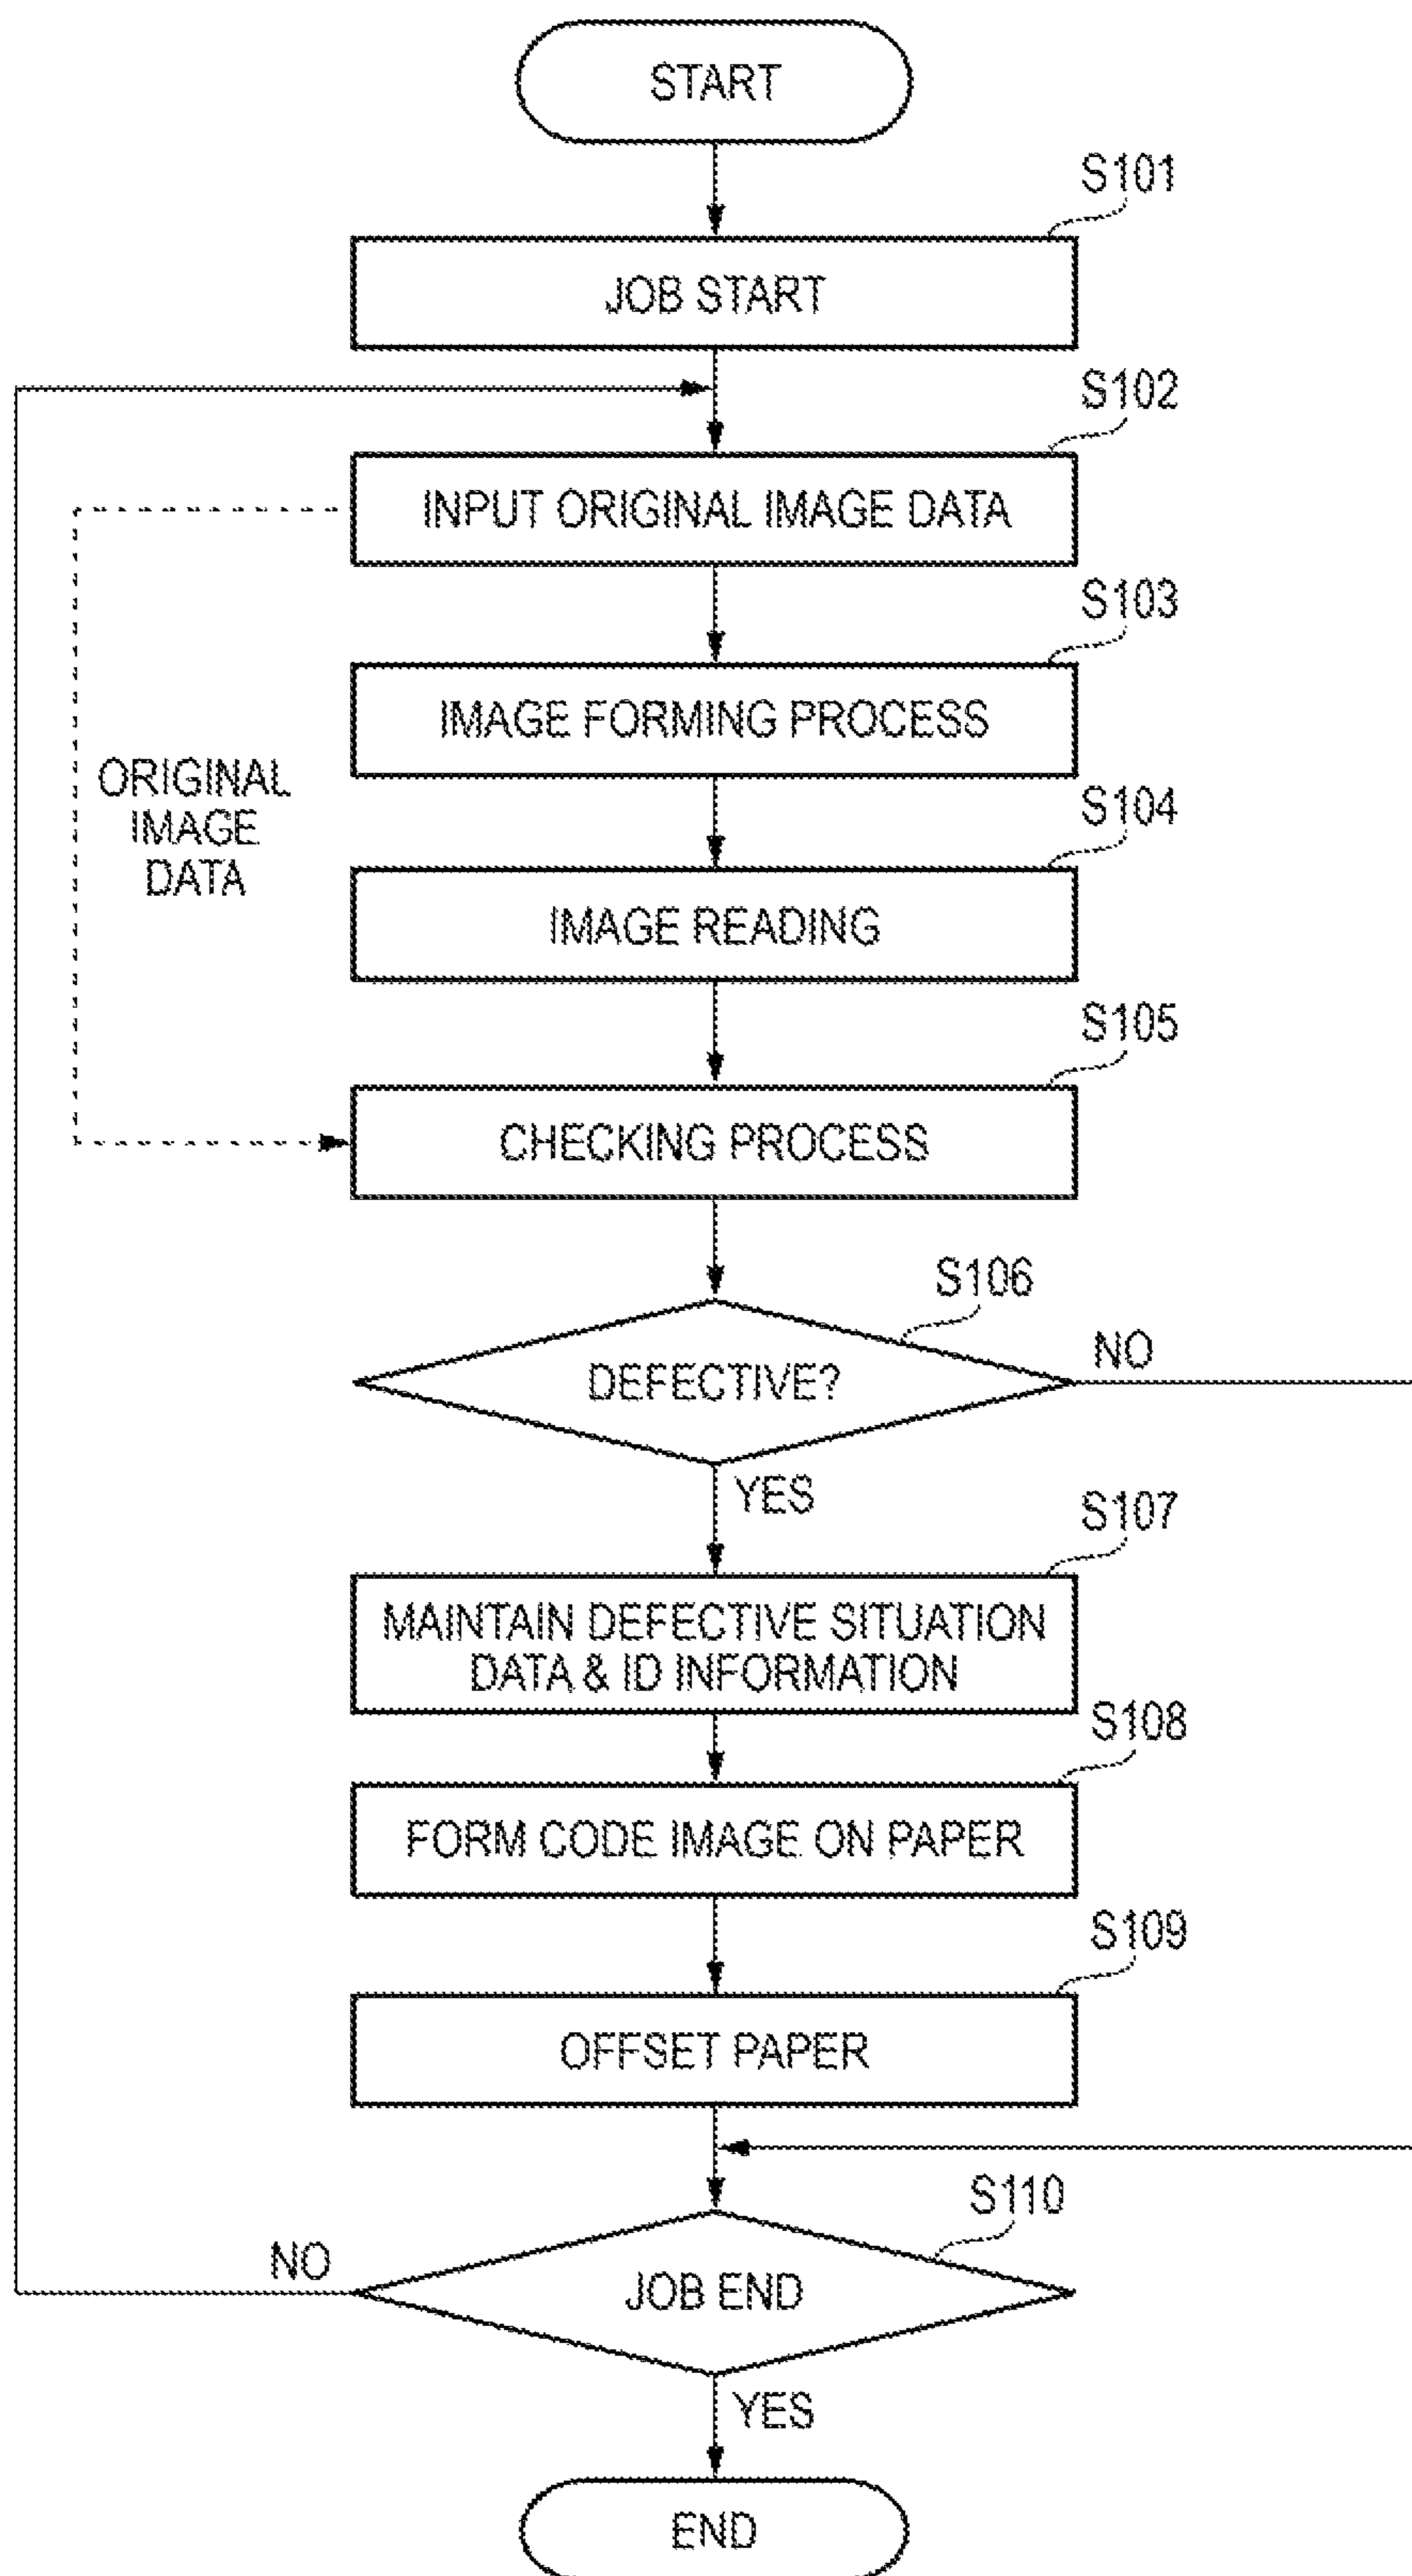 START
S101
JOB START
S102
INPUT ORIGINAL IMAGE DATA
S103
IMAGE FORMING PROCESS
ORIGINAL
IMAGE
DATA
S104
IMAGE READING
S105
CHECKING PROCESS
S106
DEFECTIVE?
NO
YES
S107
MAINTAIN DEFECTIVE SITUATION
DATA & ID INFORMATION
S108
FORM CODE IMAGE ON PAPER
S109
OFFSET PAPER
S110
JOB END
NO
YES
END